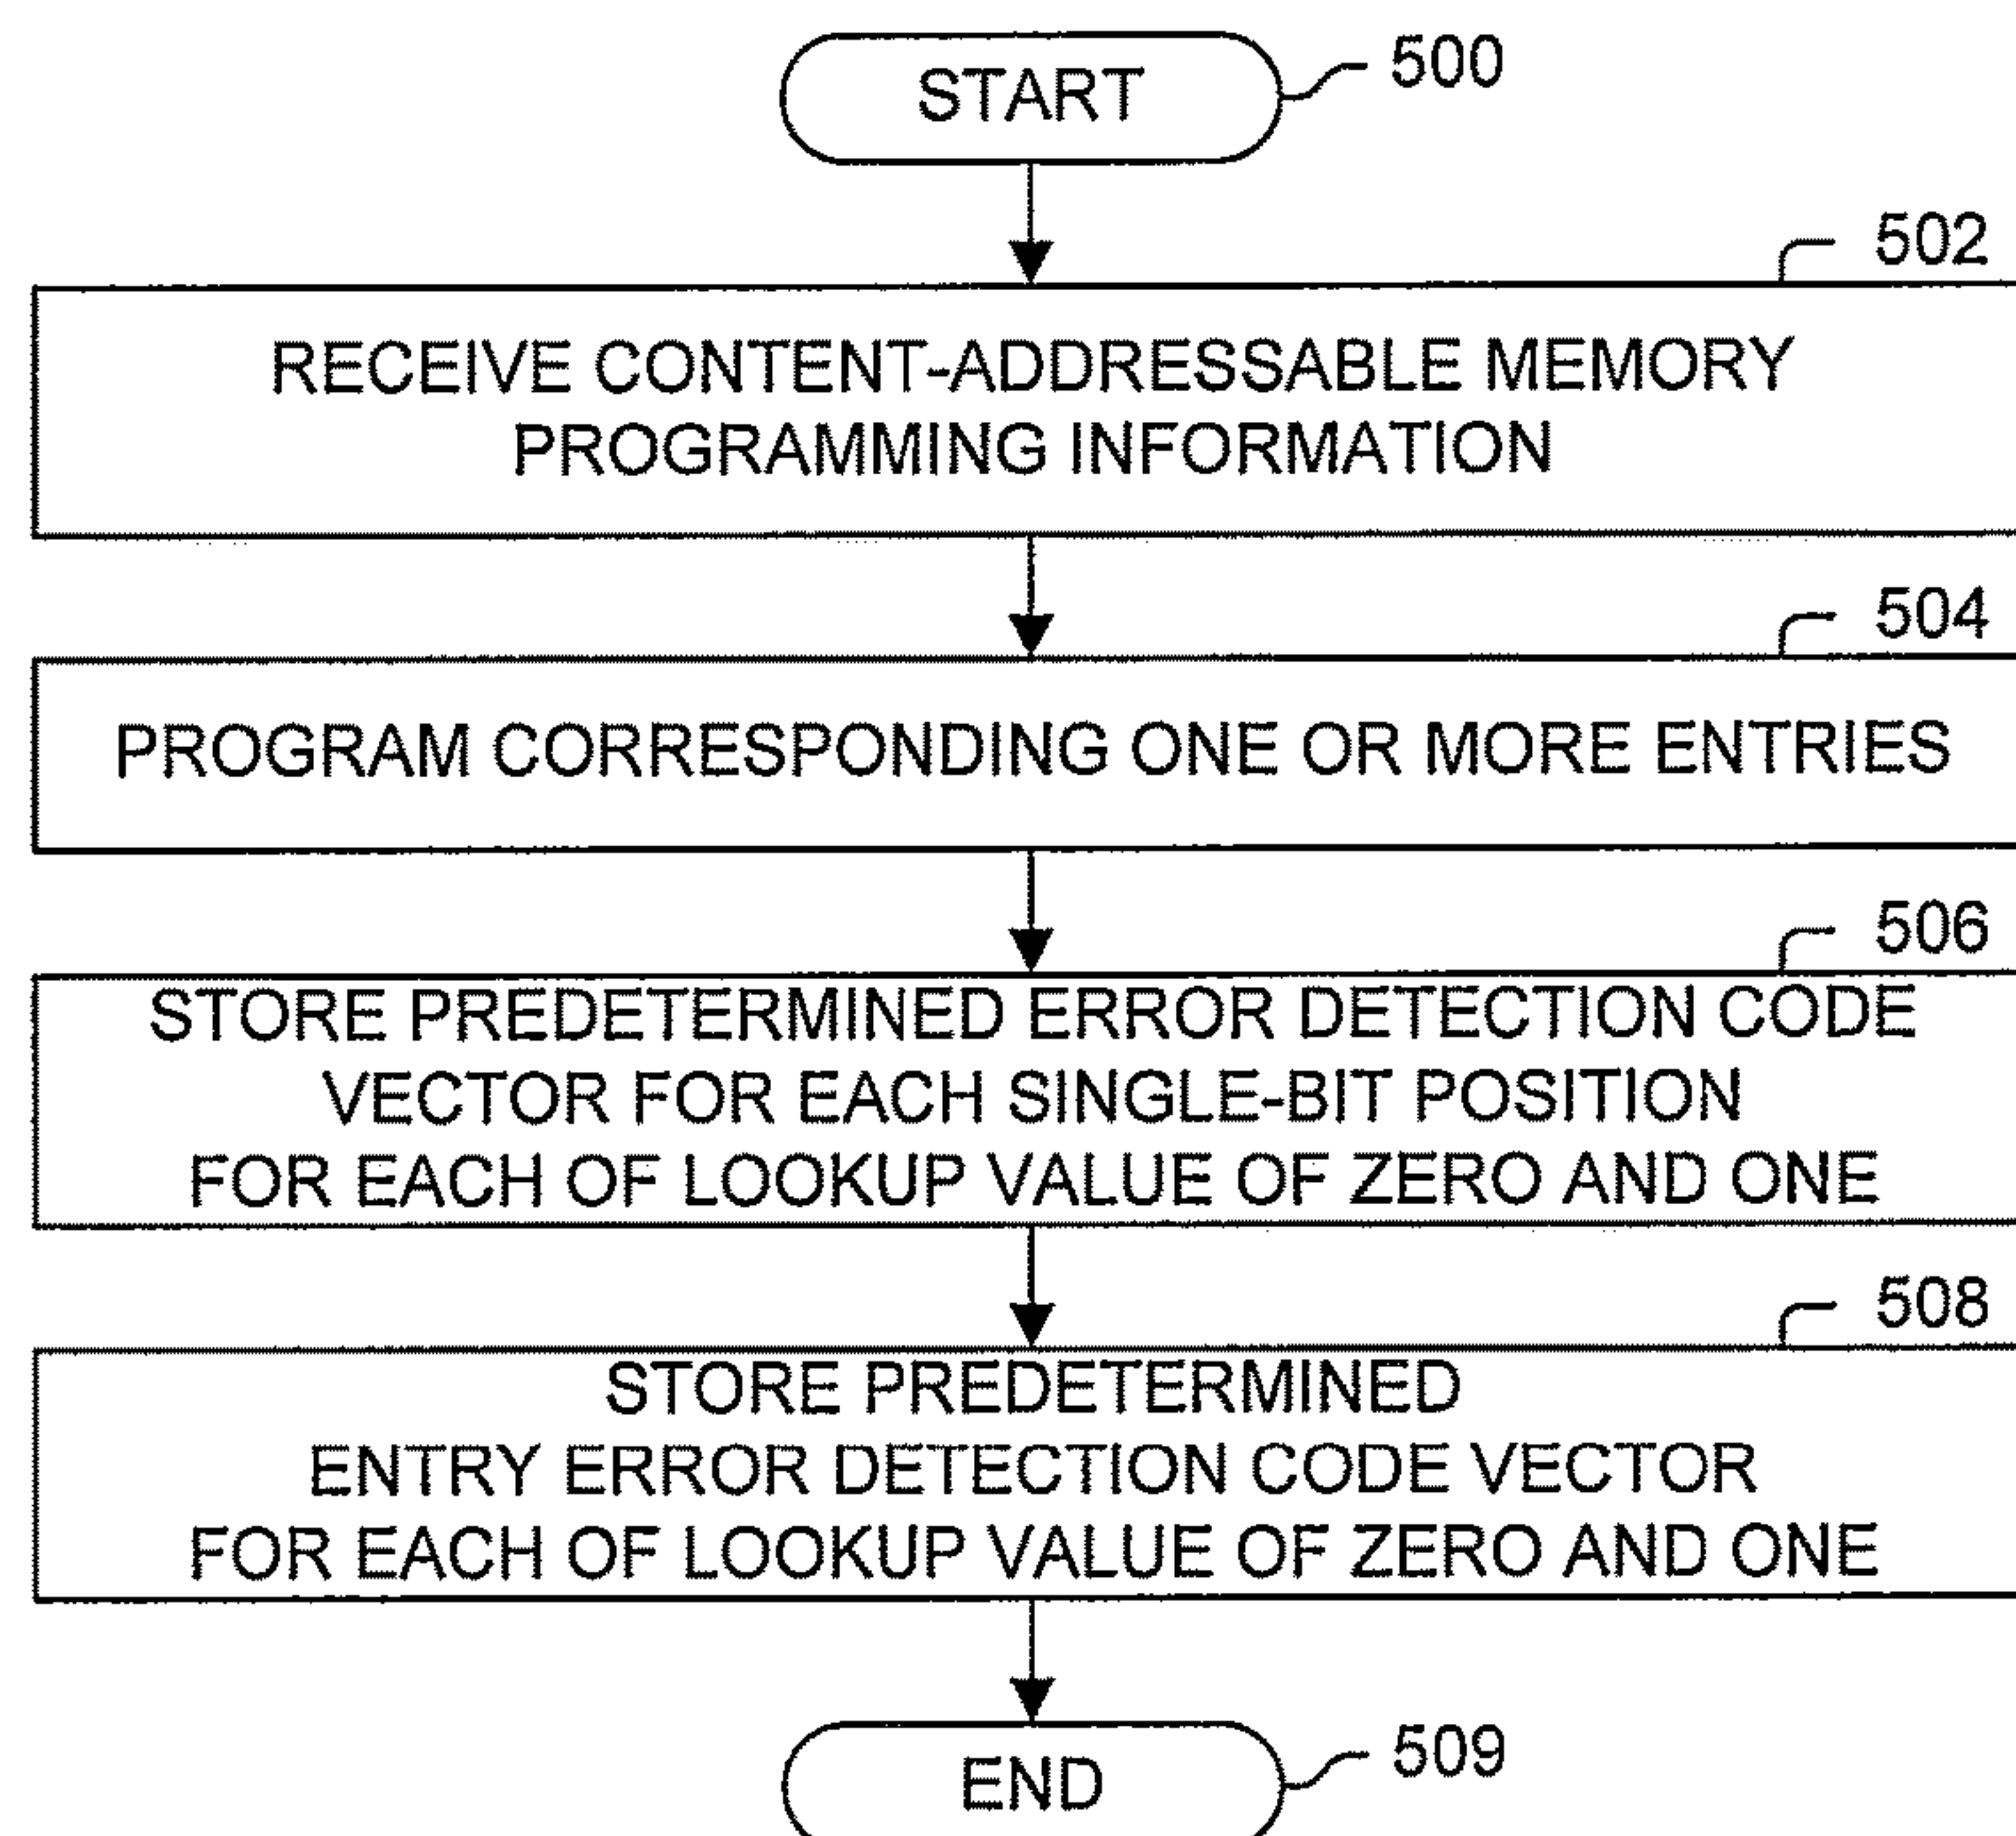 START
500
502
RECEIVE CONTENT-ADDRESSABLE MEMORY
PROGRAMMING INFORMATION
504
PROGRAM CORRESPONDING ONE OR MORE ENTRIES
506
STORE PREDETERMINED ERROR DETECTION CODE
VECTOR FOR EACH SINGLE-BIT POSITION
FOR EACH OF LOOKUP VALUE OF ZERO AND ONE
508
STORE PREDETERMINED
ENTRY ERROR DETECTION CODE VECTOR
FOR EACH OF LOOKUP VALUE OF ZERO AND ONE
END
509